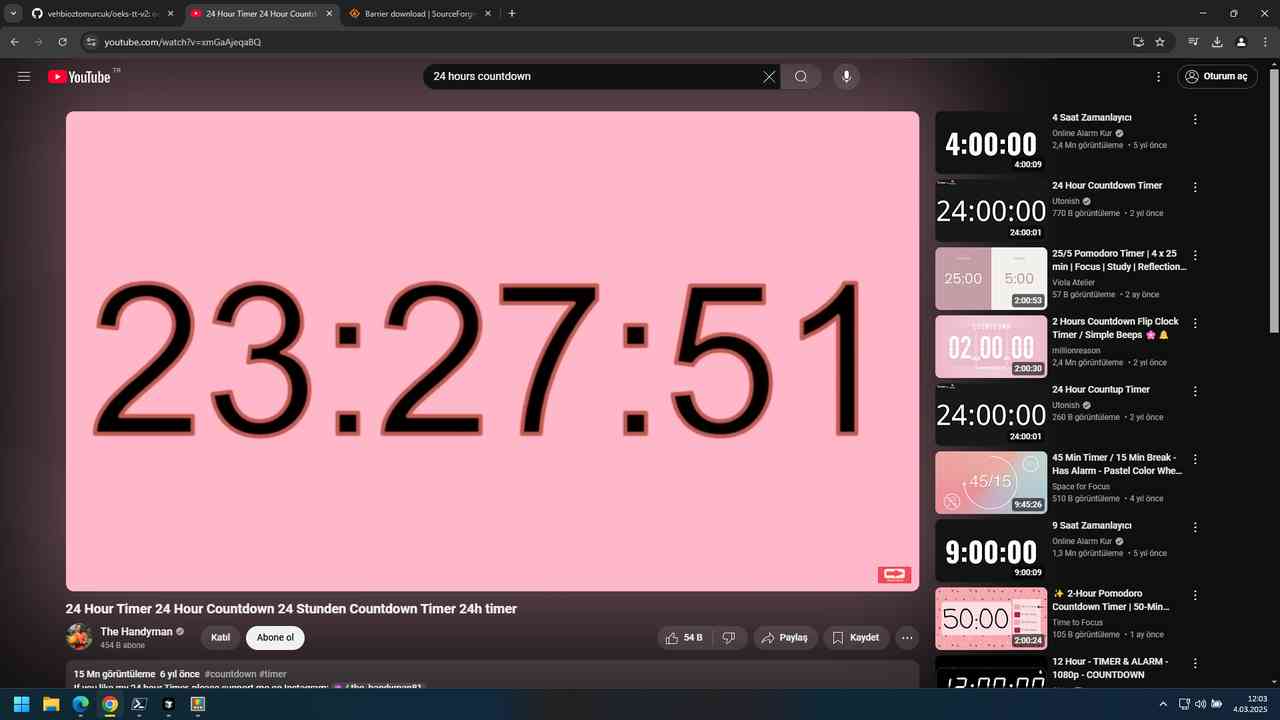 vehbioztomurcuk/oeks-tt-v2: o
24 Hour Timer 24 Hour Countd
Barrier download | SourceForg
youtube.com/watch?v=xmGaAjeqaBQ
YouTube TR
24 hours countdown
Oturum aç
23:27:51
24 Hour Timer 24 Hour Countdown 24 Stunden Countdown Timer 24h timer
The Handyman
454 B abone
Katıl
Abone ol
54 B
Paylaş
Kaydet
15 Mn görüntüleme 6 yıl önce #countdown #timer
If you like my 24 hour Timer, please support me on Instagram: / the_handyman81_
4:00:00
4:00:09
4 Saat Zamanlayıcı
Online Alarm Kur
2,4 Mn görüntüleme • 5 yıl önce
24:00:00
24:00:01
24 Hour Countdown Timer
Utonish
770 B görüntüleme • 2 yıl önce
25:00
5:00
2:00:53
25/5 Pomodoro Timer | 4 x 25
min | Focus | Study | Reflection...
Viola Atelier
57 B görüntüleme • 2 ay önce
COUNTDOWN
02 00 00
2:00:30
2 Hours Countdown Flip Clock
Timer / Simple Beeps 🌸 🔔
millionreason
2,4 Mn görüntüleme • 2 yıl önce
24:00:00
24:00:01
24 Hour Countup Timer
Utonish
260 B görüntüleme • 2 yıl önce
45/15
9:45:26
45 Min Timer / 15 Min Break -
Has Alarm - Pastel Color Whe...
Space for Focus
510 B görüntüleme • 4 yıl önce
9:00:00
9:00:09
9 Saat Zamanlayıcı
Online Alarm Kur
1,3 Mn görüntüleme • 5 yıl önce
50:00
2:00:24
✨ 2-Hour Pomodoro
Countdown Timer | 50-Min...
Time to Focus
105 B görüntüleme • 1 ay önce
12:00:00
12 Hour - TIMER & ALARM -
1080p - COUNTDOWN
12:03
4.03.2025